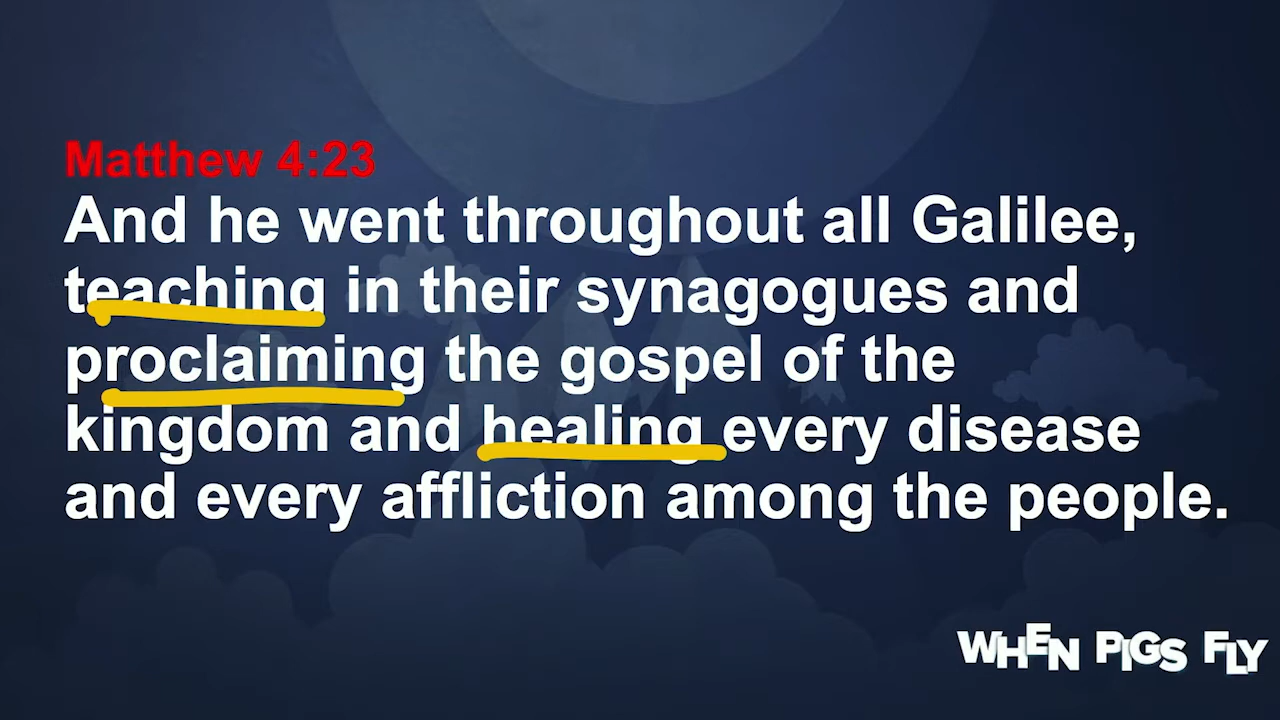 Matthew 4:23
And he went throughout all Galilee,
teaching in their synagogues and
proclaiming the gospel of the
kingdom and healing every disease
and every affliction among the people.
WHEN PIGS FLY